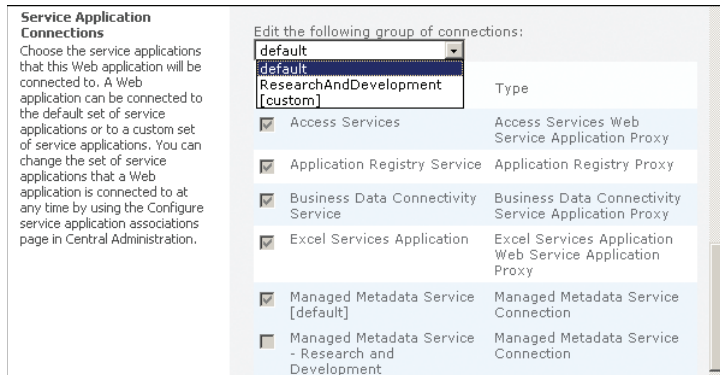 Service Application
Connections
Choose the service applications
that this Web application will be
connected to. A Web
application can be connected to
the default set of service
applications or to a custom set
of service applications. You can
change the set of service
applications that a Web
application is connected to at
any time by using the Configure
service application associations
page in Central Administration.
Edit the following group of connections:
default
default
ResearchAndDevelopment
[custom]
Type
Access Services
Access Services Web
Service Application Proxy
Application Registry Service
Application Registry Proxy
Business Data Connectivity
Service
Business Data Connectivity
Service Application Proxy
Excel Services Application
Excel Services Application
Web Service Application
Proxy
Managed Metadata Service
[default]
Managed Metadata Service
Connection
Managed Metadata Service
- Research and
Development
Managed Metadata Service
Connection